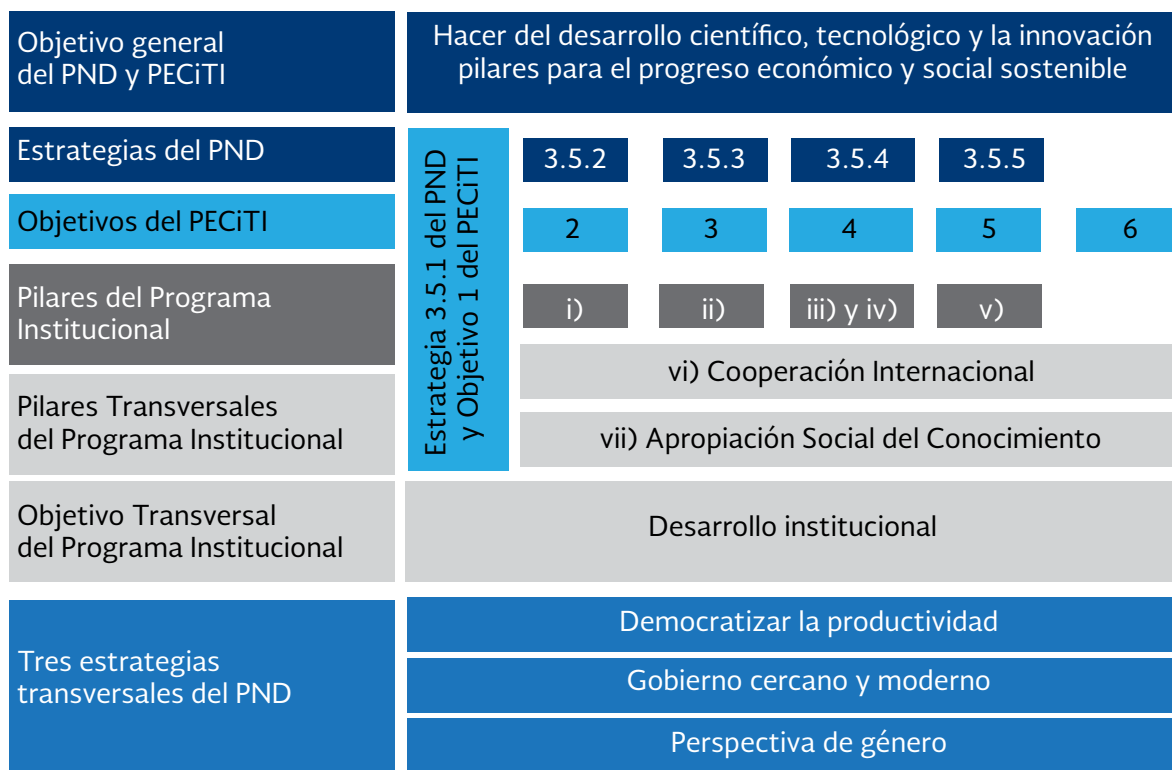 Objetivo general
del PND y PECiTI
Hacer del desarrollo científico, tecnológico y la innovación
pilares para el progreso económico y social sostenible
Estrategias del PND
Estrategia 3.5.1 del PND
y Objetivo 1 del PECiTI
3.5.2
3.5.3
3.5.4
3.5.5
Objetivos del PECiTI
2
3
4
5
6
Pilares del Programa
Institucional
i)
ii)
iii) y iv)
v)
Pilares Transversales
del Programa Institucional
vi) Cooperación Internacional
vii) Apropiación Social del Conocimiento
Objetivo Transversal
del Programa Institucional
Desarrollo institucional
Tres estrategias
transversales del PND
Democratizar la productividad
Gobierno cercano y moderno
Perspectiva de género